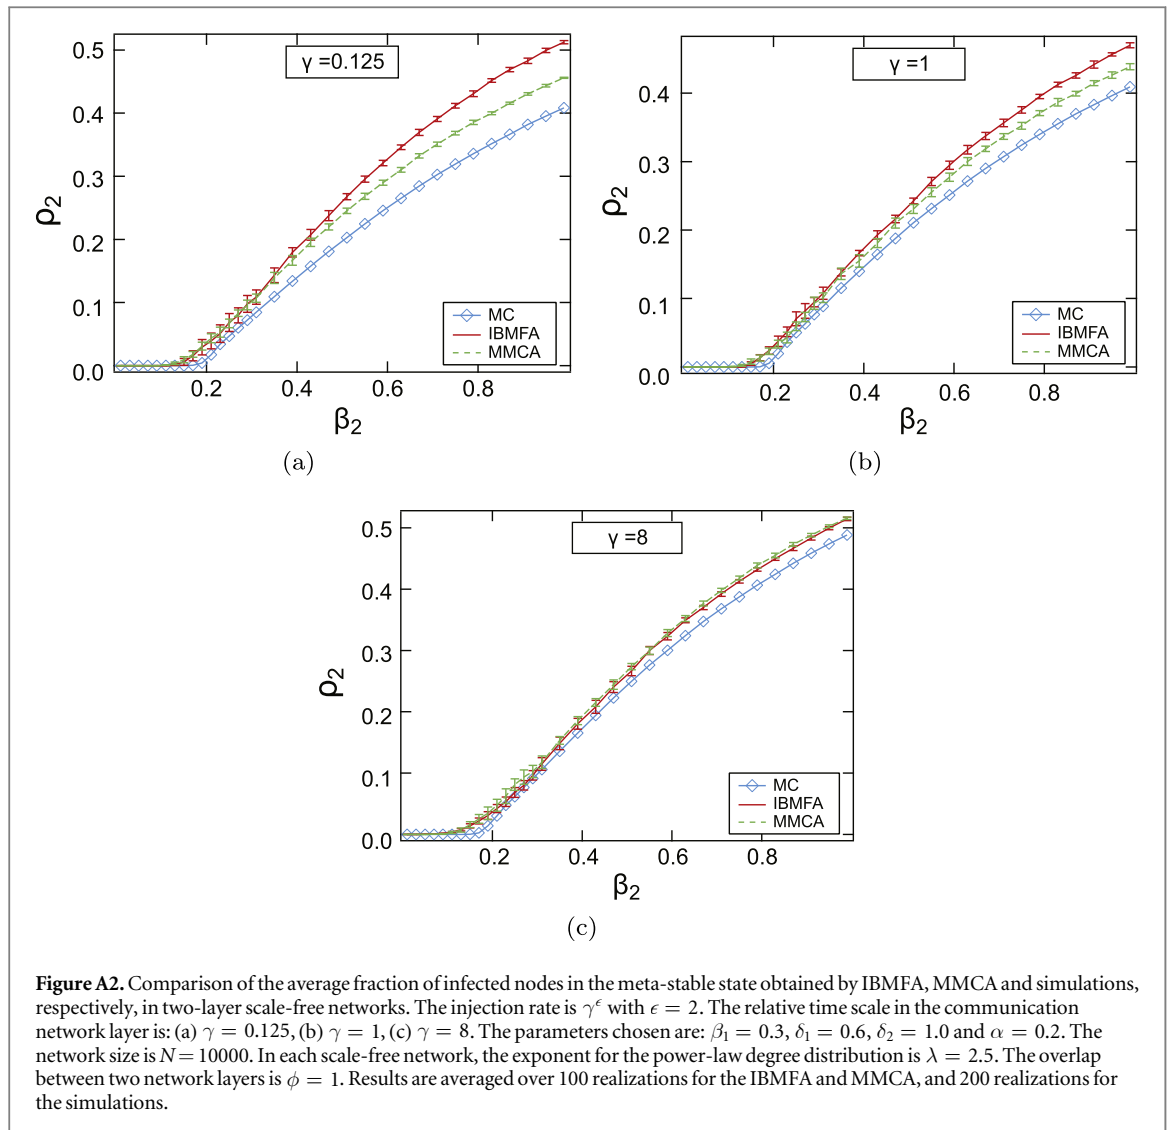 γ =0.125
0.5
0.4
0.3
0.2
0.1
0.0
ρ2
MC
IBMFA
MMCA
0.2 0.4 0.6 0.8
β2
(a)
γ =1
0.4
0.3
0.2
0.1
0.0
ρ2
MC
IBMFA
MMCA
0.2 0.4 0.6 0.8
β2
(b)
γ =8
0.5
0.4
0.3
0.2
0.1
0.0
ρ2
MC
IBMFA
MMCA
0.2 0.4 0.6 0.8
β2
(c)
Figure A2. Comparison of the average fraction of infected nodes in the meta-stable state obtained by IBMFA, MMCA and simulations,
respectively, in two-layer scale-free networks. The injection rate is γ^ϵ with ϵ = 2. The relative time scale in the communication
network layer is: (a) γ = 0.125, (b) γ = 1, (c) γ = 8. The parameters chosen are: β1 = 0.3, δ1 = 0.6, δ2 = 1.0 and α = 0.2. The
network size is N = 10000. In each scale-free network, the exponent for the power-law degree distribution is λ = 2.5. The overlap
between two network layers is ϕ = 1. Results are averaged over 100 realizations for the IBMFA and MMCA, and 200 realizations for
the simulations.